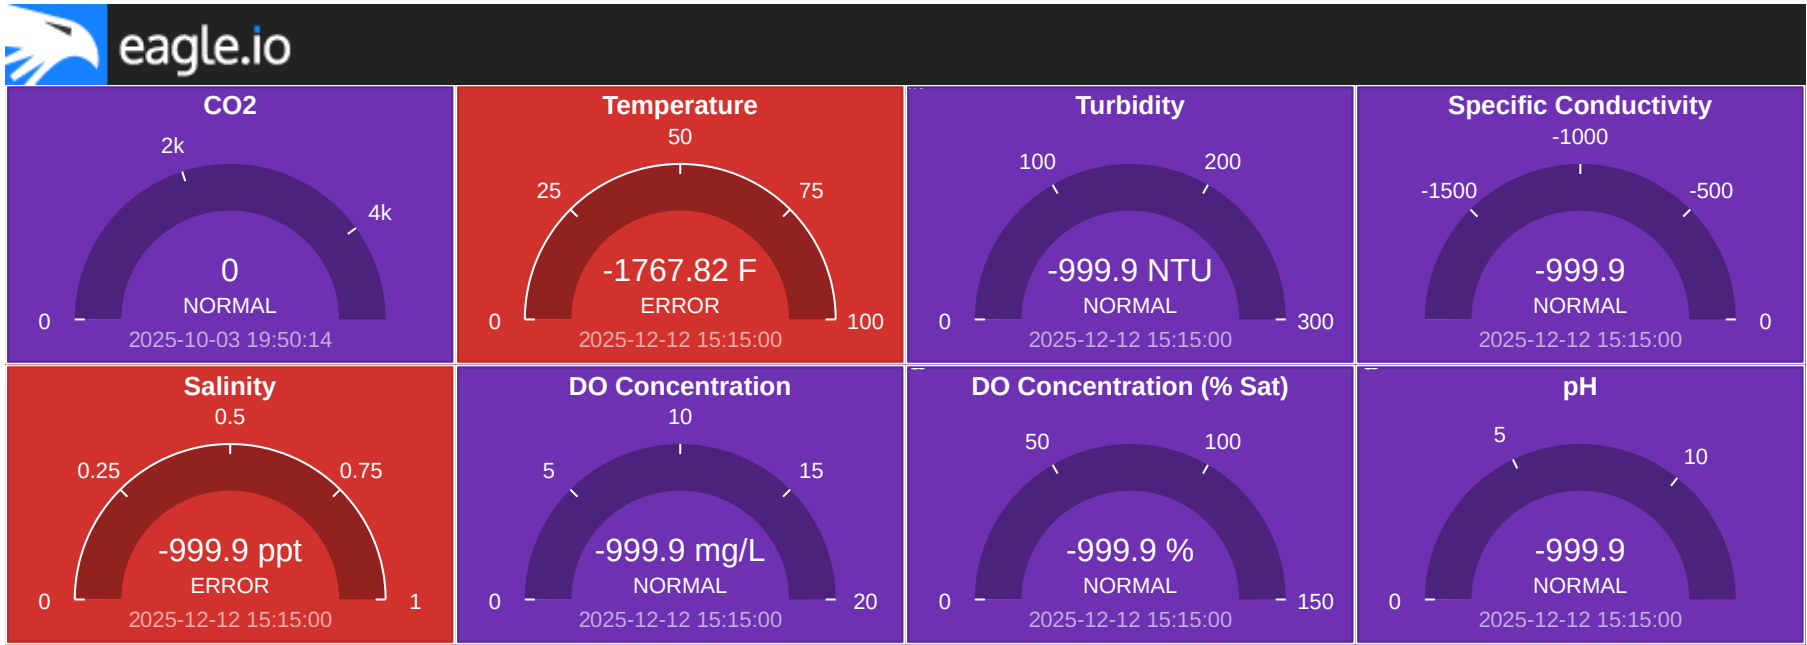 eagle.io
CO2
2k
4k
0
NORMAL
0
2025-10-03 19:50:14
Temperature
50
25
75
-1767.82 F
ERROR
0
100
2025-12-12 15:15:00
Turbidity
100
200
-999.9 NTU
NORMAL
0
300
2025-12-12 15:15:00
Specific Conductivity
-1000
-1500
-500
-999.9
NORMAL
0
2025-12-12 15:15:00
Salinity
0.5
0.25
0.75
-999.9 ppt
ERROR
0
1
2025-12-12 15:15:00
DO Concentration
10
5
15
-999.9 mg/L
NORMAL
0
20
2025-12-12 15:15:00
DO Concentration (% Sat)
50
100
-999.9 %
NORMAL
0
150
2025-12-12 15:15:00
pH
5
10
-999.9
NORMAL
0
2025-12-12 15:15:00